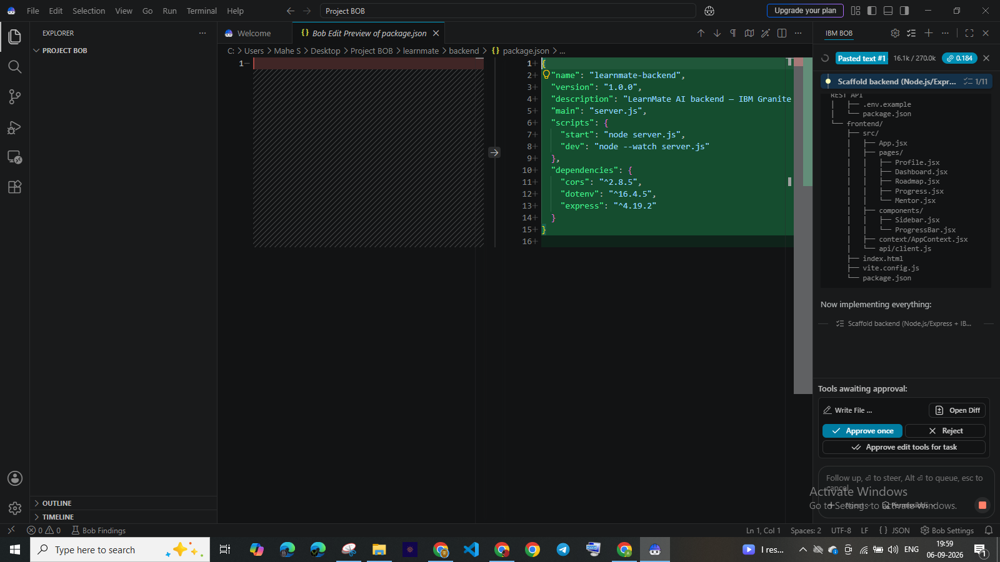 File Edit Selection View Go Run Terminal Help
Project BOB
Upgrade your plan
EXPLORER
PROJECT BOB
OUTLINE
TIMELINE
Welcome
Bob Edit Preview of package.json
C: > Users > Mahe S > Desktop > Project BOB > learnmate > backend > {} package.json > ...
1
1 {
2 "name": "learnmate-backend",
3 "version": "1.0.0",
4 "description": "LearnMate AI backend — IBM Granite
5 "main": "server.js",
6 "scripts": {
7 "start": "node server.js",
8 "dev": "node --watch server.js"
9 },
10 "dependencies": {
11 "cors": "^2.8.5",
12 "dotenv": "^16.4.5",
13 "express": "^4.19.2"
14 }
15 }
16
IBM BOB
Pasted text #1 16.1k / 270.0k 0.184
Scaffold backend (Node.js/Expr... 1/11
REST API
│ ├── .env.example
│ └── package.json
└── frontend/
├── src/
│ ├── App.jsx
│ ├── pages/
│ │ ├── Profile.jsx
│ │ ├── Dashboard.jsx
│ │ ├── Roadmap.jsx
│ │ ├── Progress.jsx
│ │ └── Mentor.jsx
│ ├── components/
│ │ ├── Sidebar.jsx
│ │ └── ProgressBar.jsx
│ ├── context/AppContext.jsx
│ └── api/client.js
├── index.html
├── vite.config.js
└── package.json
Now implementing everything:
Scaffold backend (Node.js/Express + IB...
Tools awaiting approval:
Write File ...
Open Diff
Approve once
Reject
Approve edit tools for task
Follow up, ⏎ to steer, Alt ⏎ to queue, esc to
cancel
Activate Windows
Go to Settings to activate Windows.
Permissions
0 0 Bob Findings
Ln 1, Col 1 Spaces: 2 UTF-8 LF {} JSON Bob Settings
Type here to search
I res...
ENG
19:59
06-09-2026
1